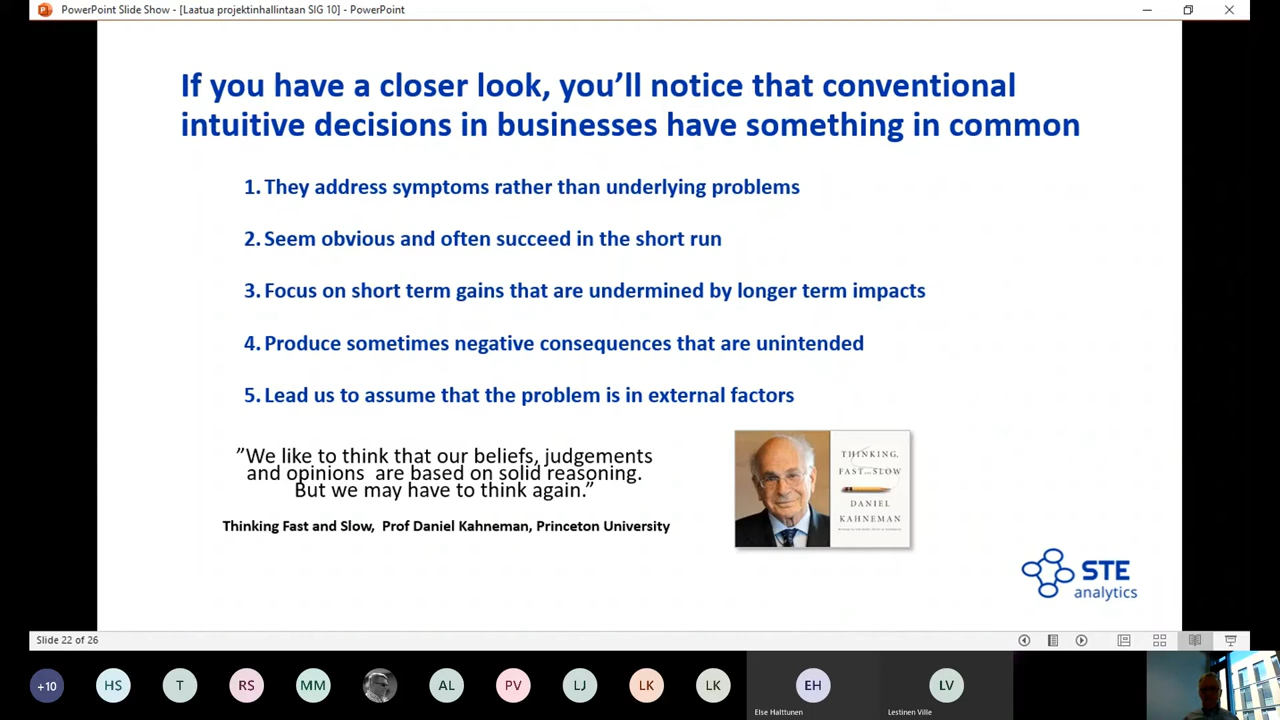 PowerPoint Slide Show - [Laatua projektinhallintaan SIG 10] - PowerPoint
If you have a closer look, you'll notice that conventional
intuitive decisions in businesses have something in common
1. They address symptoms rather than underlying problems
2. Seem obvious and often succeed in the short run
3. Focus on short term gains that are undermined by longer term impacts
4. Produce sometimes negative consequences that are unintended
5. Lead us to assume that the problem is in external factors
”We like to think that our beliefs, judgements
and opinions are based on solid reasoning.
But we may have to think again.”
Thinking Fast and Slow, Prof Daniel Kahneman, Princeton University
THINKING,
FAST AND SLOW
DANIEL
KAHNEMAN
STE
analytics
Slide 22 of 26
+10 HS T RS MM AL PV LJ LK LK EH LV
Else Halttunen Lestinen Ville